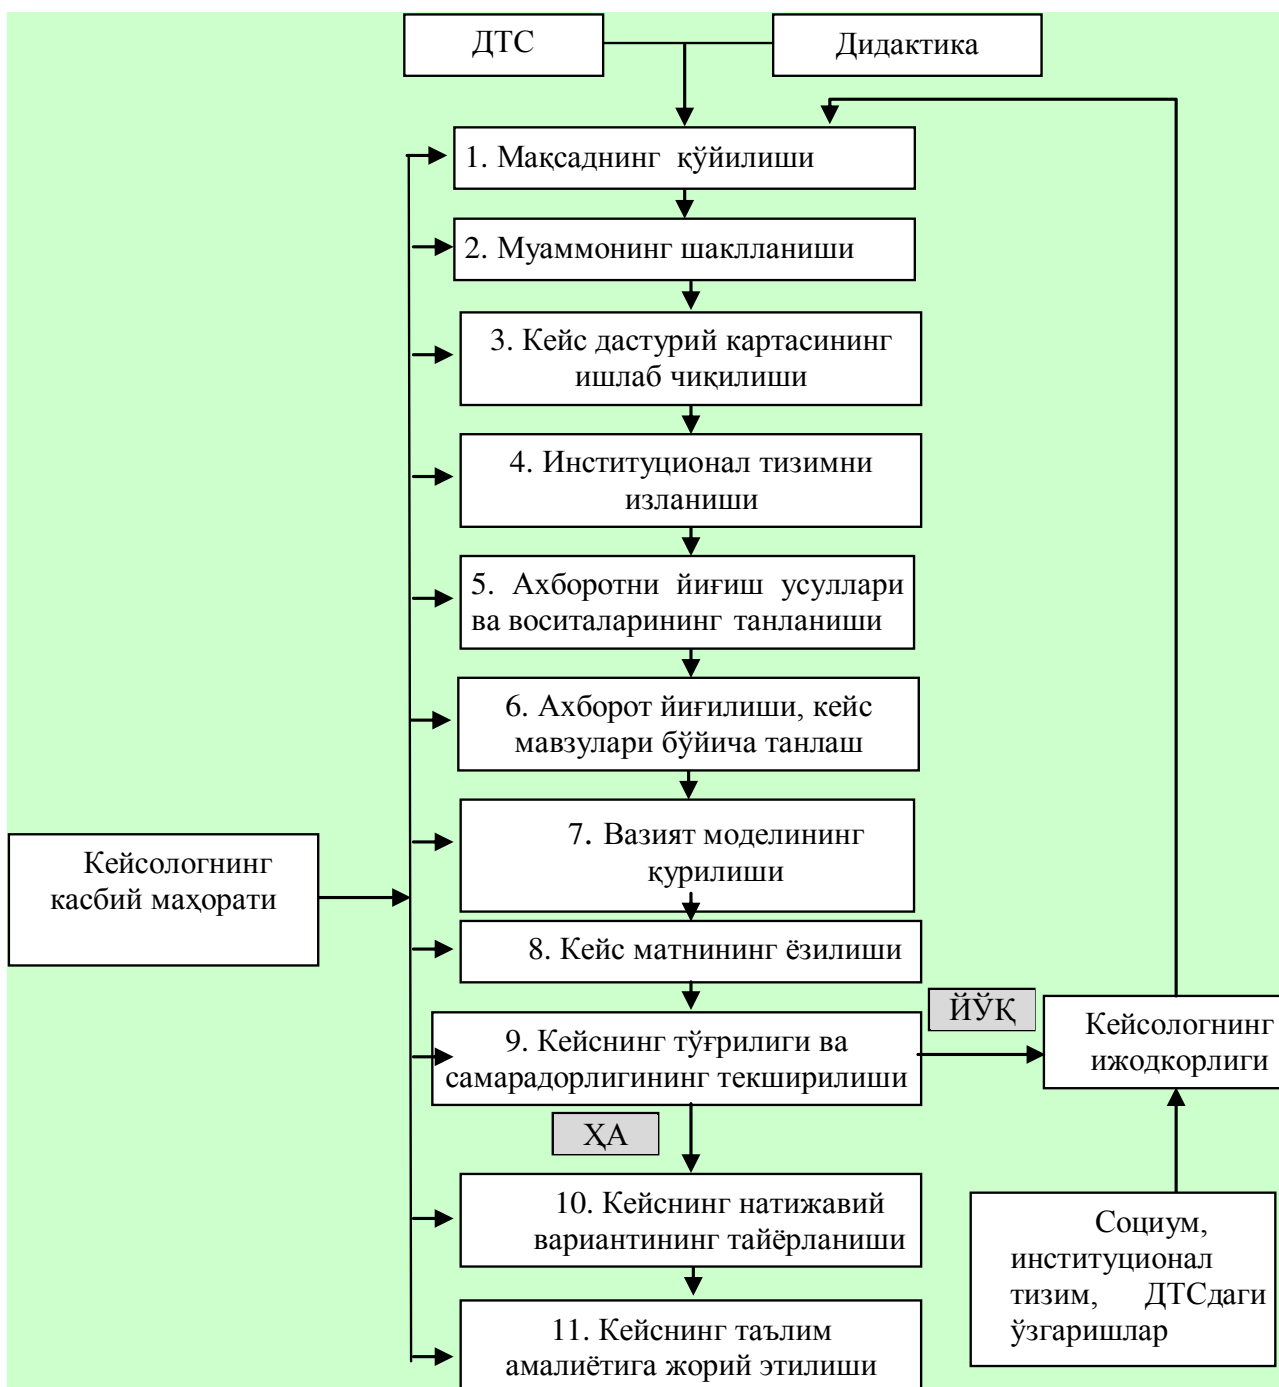 ДТС
Дидактика
1. Мақсаднинг қўйилиши
2. Муаммонинг шаклланиши
3. Кейс дастурий картасининг
ишлаб чиқилиши
4. Институционал тизимни
изланиши
5. Ахборотни йиғиш усуллари
ва воситаларининг танланиши
6. Ахборот йиғилиши, кейс
мавзулари бўйича танлаш
7. Вазият моделининг
қурилиши
Кейсологнинг
касбий маҳорати
8. Кейс матнининг ёзилиши
ЙЎҚ
9. Кейснинг тўғрилиги ва
самарадорлигининг текширилиши
Кейсологнинг
ижодкорлиги
ҲА
10. Кейснинг натижавий
вариантининг тайёрланиши
Социум,
институционал
тизим, ДТСдаги
ўзгаришлар
11. Кейснинг таълим
амалиётига жорий этилиши